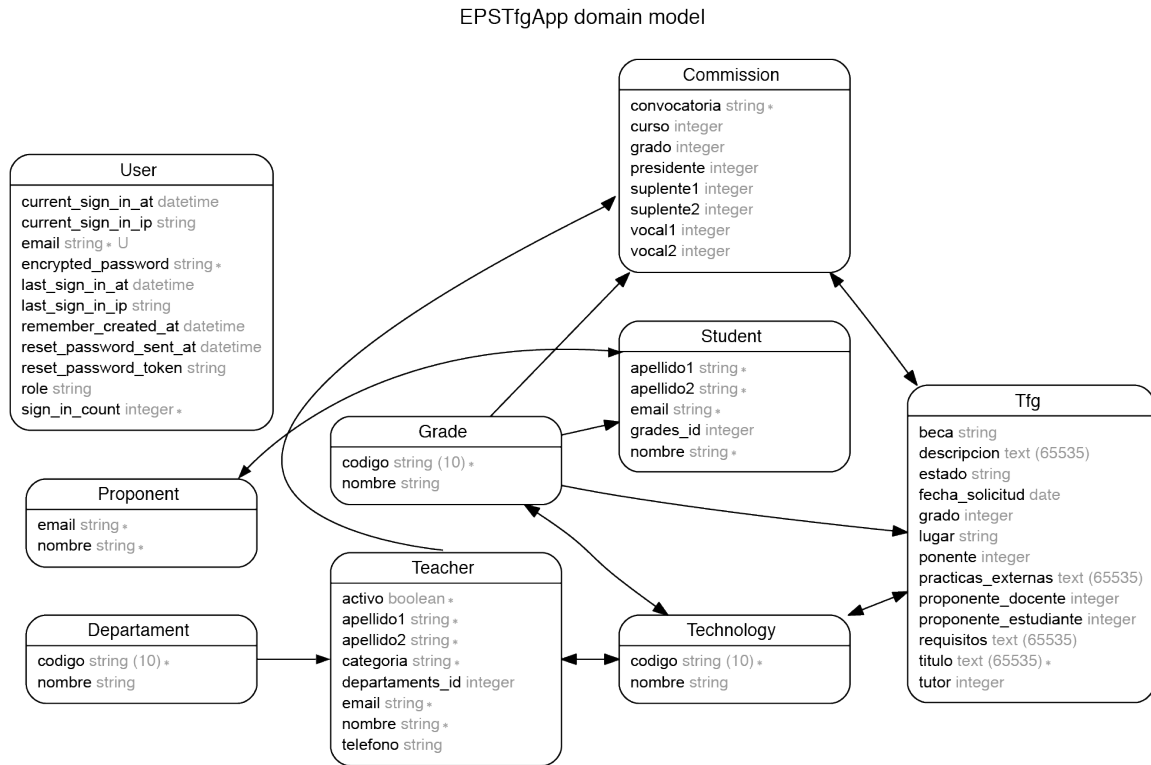 EPSTfgApp domain model
Commission
convocatoria string *
curso integer
grado integer
presidente integer
suplente1 integer
suplente2 integer
vocal1 integer
vocal2 integer
User
current_sign_in_at datetime
current_sign_in_ip string
email string * U
encrypted_password string *
last_sign_in_at datetime
last_sign_in_ip string
remember_created_at datetime
reset_password_sent_at datetime
reset_password_token string
role string
sign_in_count integer *
Student
apellido1 string *
apellido2 string *
email string *
grades_id integer
nombre string *
Grade
codigo string (10) *
nombre string
Tfg
beca string
descripcion text (65535)
estado string
fecha_solicitud date
grado integer
lugar string
ponente integer
practicas_externas text (65535)
proponente_docente integer
proponente_estudiante integer
requisitos text (65535)
titulo text (65535) *
tutor integer
Proponent
email string *
nombre string *
Teacher
activo boolean *
apellido1 string *
apellido2 string *
categoria string *
departaments_id integer
email string *
nombre string *
telefono string
Departament
codigo string (10) *
nombre string
Technology
codigo string (10) *
nombre string